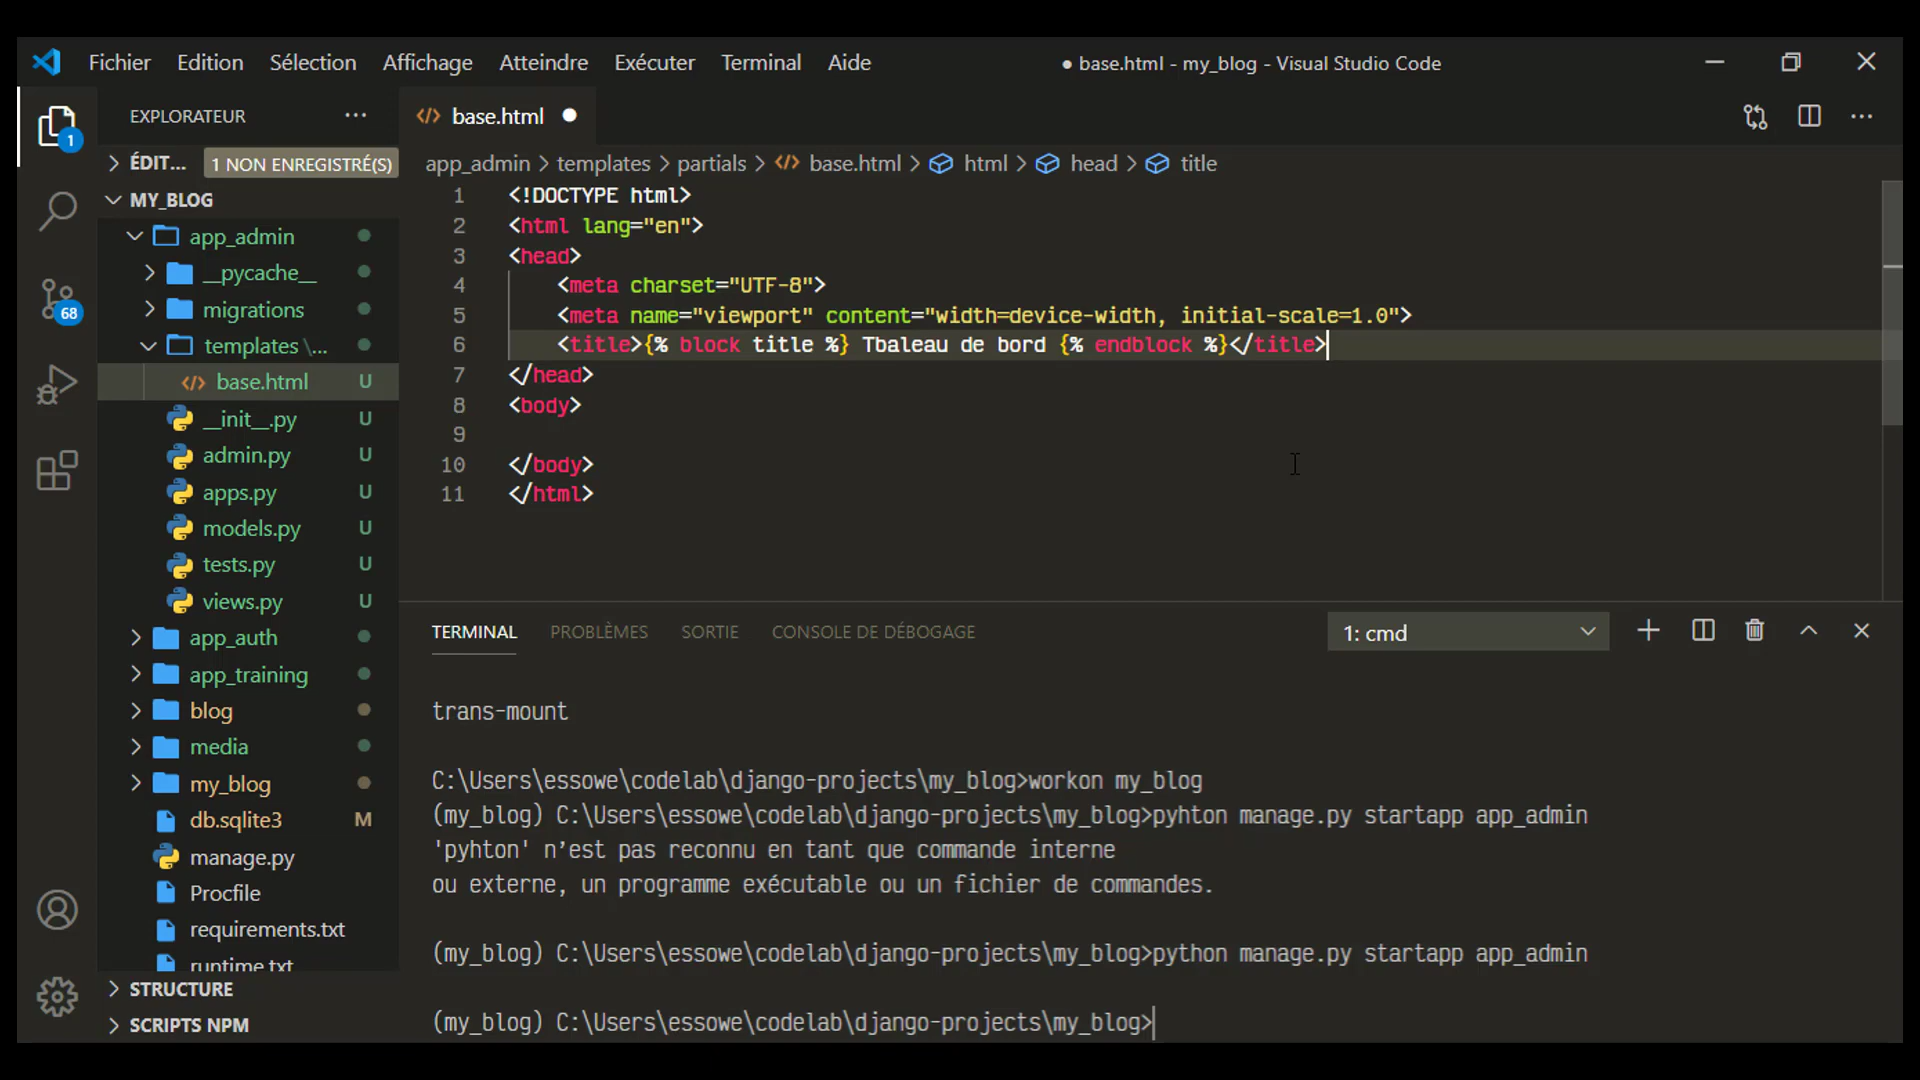 Fichier Edition Sélection Affichage Atteindre Exécuter Terminal Aide ● base.html - my_blog - Visual Studio Code
EXPLORATEUR ···
ÉDIT... 1 NON ENREGISTRÉ(S)
MY_BLOG
app_admin
__pycache__
migrations
templates \...
base.html U
__init__.py U
admin.py U
apps.py U
models.py U
tests.py U
views.py U
app_auth
app_training
blog
media
my_blog
db.sqlite3 M
manage.py
Procfile
requirements.txt
runtime.txt
STRUCTURE
SCRIPTS NPM
1
68
</> base.html ●
app_admin > templates > partials > </> base.html > html > head > title
1 <!DOCTYPE html>
2 <html lang="en">
3 <head>
4 <meta charset="UTF-8">
5 <meta name="viewport" content="width=device-width, initial-scale=1.0">
6 <title>{% block title %} Tbaleau de bord {% endblock %}</title>
7 </head>
8 <body>
9
10 </body>
11 </html>
TERMINAL PROBLÈMES SORTIE CONSOLE DE DÉBOGAGE 1: cmd
trans-mount
C:\Users\essowe\codelab\django-projects\my_blog>workon my_blog
(my_blog) C:\Users\essowe\codelab\django-projects\my_blog>pyhton manage.py startapp app_admin
'pyhton' n'est pas reconnu en tant que commande interne
ou externe, un programme exécutable ou un fichier de commandes.
(my_blog) C:\Users\essowe\codelab\django-projects\my_blog>python manage.py startapp app_admin
(my_blog) C:\Users\essowe\codelab\django-projects\my_blog>